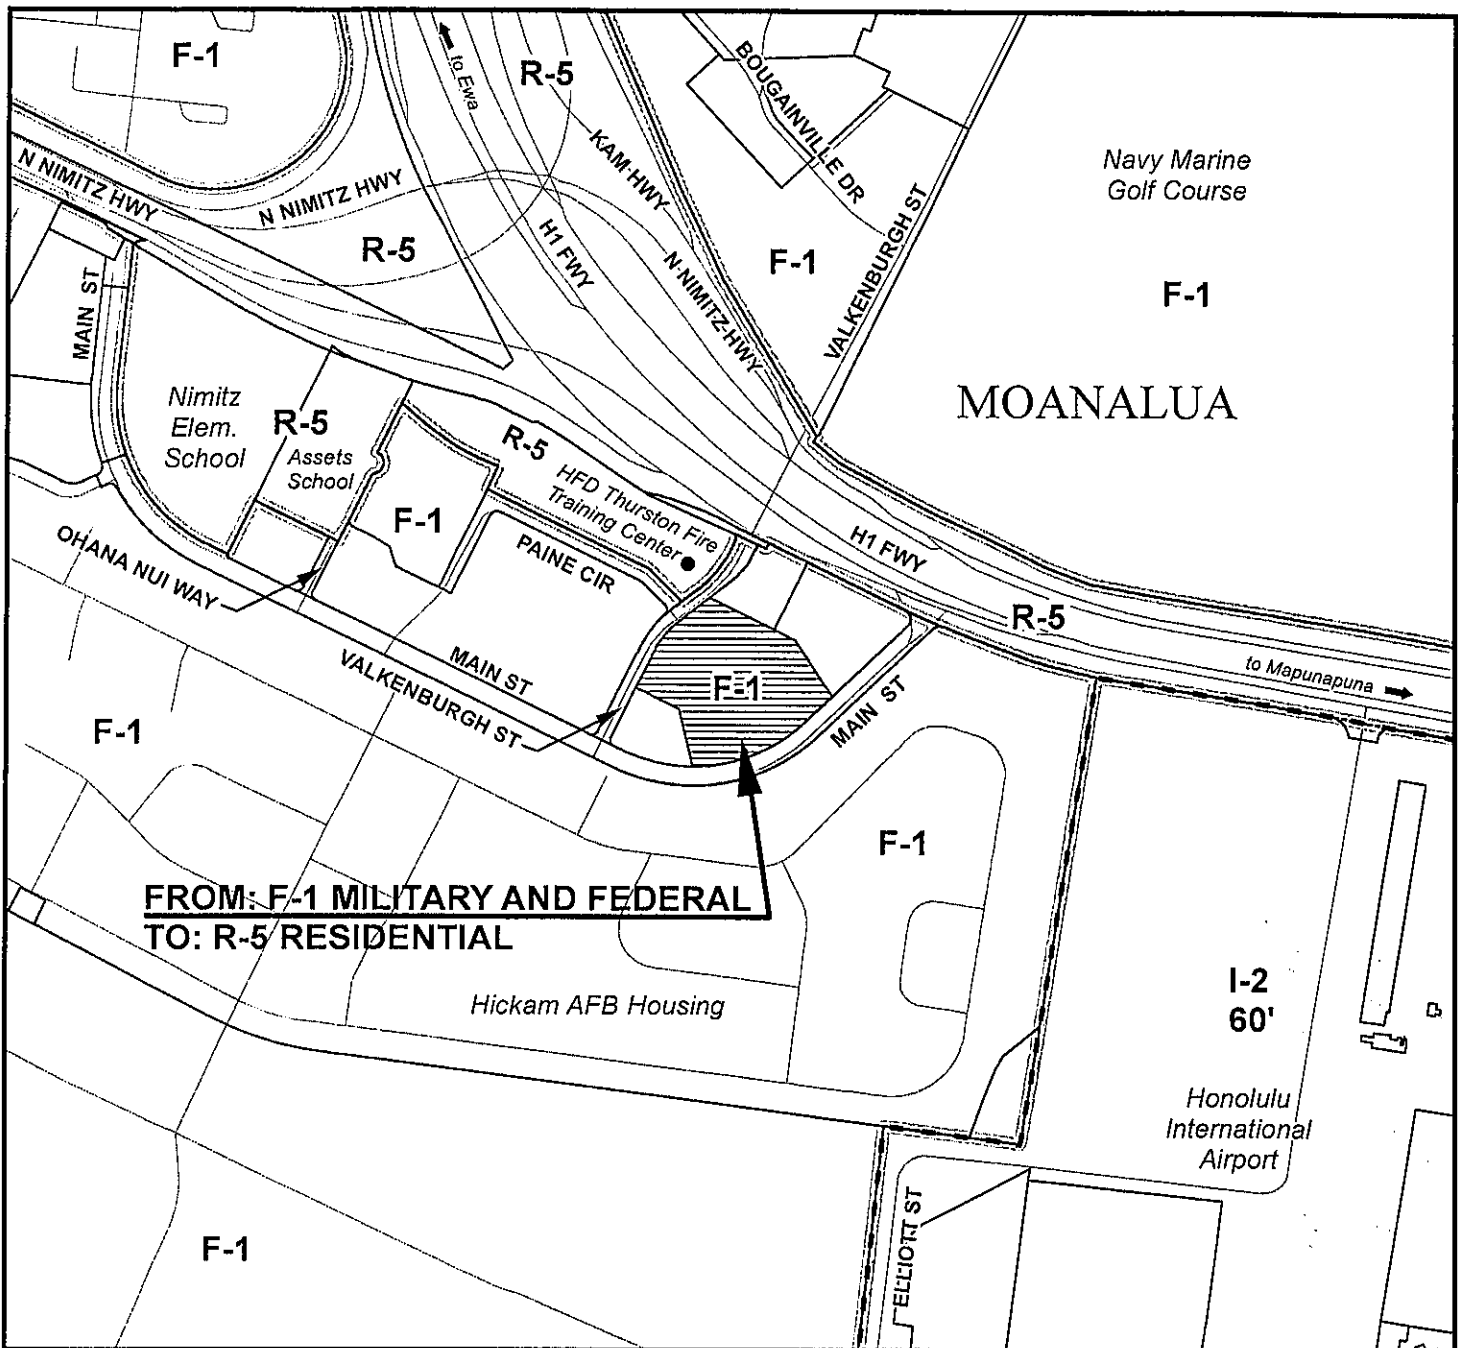 F-1
to Ewa
R-5
BOUGAINVILLE DR
KAM HWY
Navy Marine
Golf Course
N NIMITZ HWY
N NIMITZ HWY
R-5
H1 FWY
N NIMITZ HWY
F-1
VALKENBURGH ST
F-1
MAIN ST
MOANALUA
Nimitz
Elem.
School
R-5
Assets
School
R-5
HFD Thurston Fire
Training Center
F-1
H1 FWY
OHANA NUI WAY
PAINE CIR
R-5
MAIN ST
VALKENBURGH ST
F-1
to Mapunapuna
MAIN ST
F-1
F-1
FROM: F-1 MILITARY AND FEDERAL
TO: R-5 RESIDENTIAL
Hickam AFB Housing
I-2
60'
Honolulu
International
Airport
ELLIOTT ST
F-1